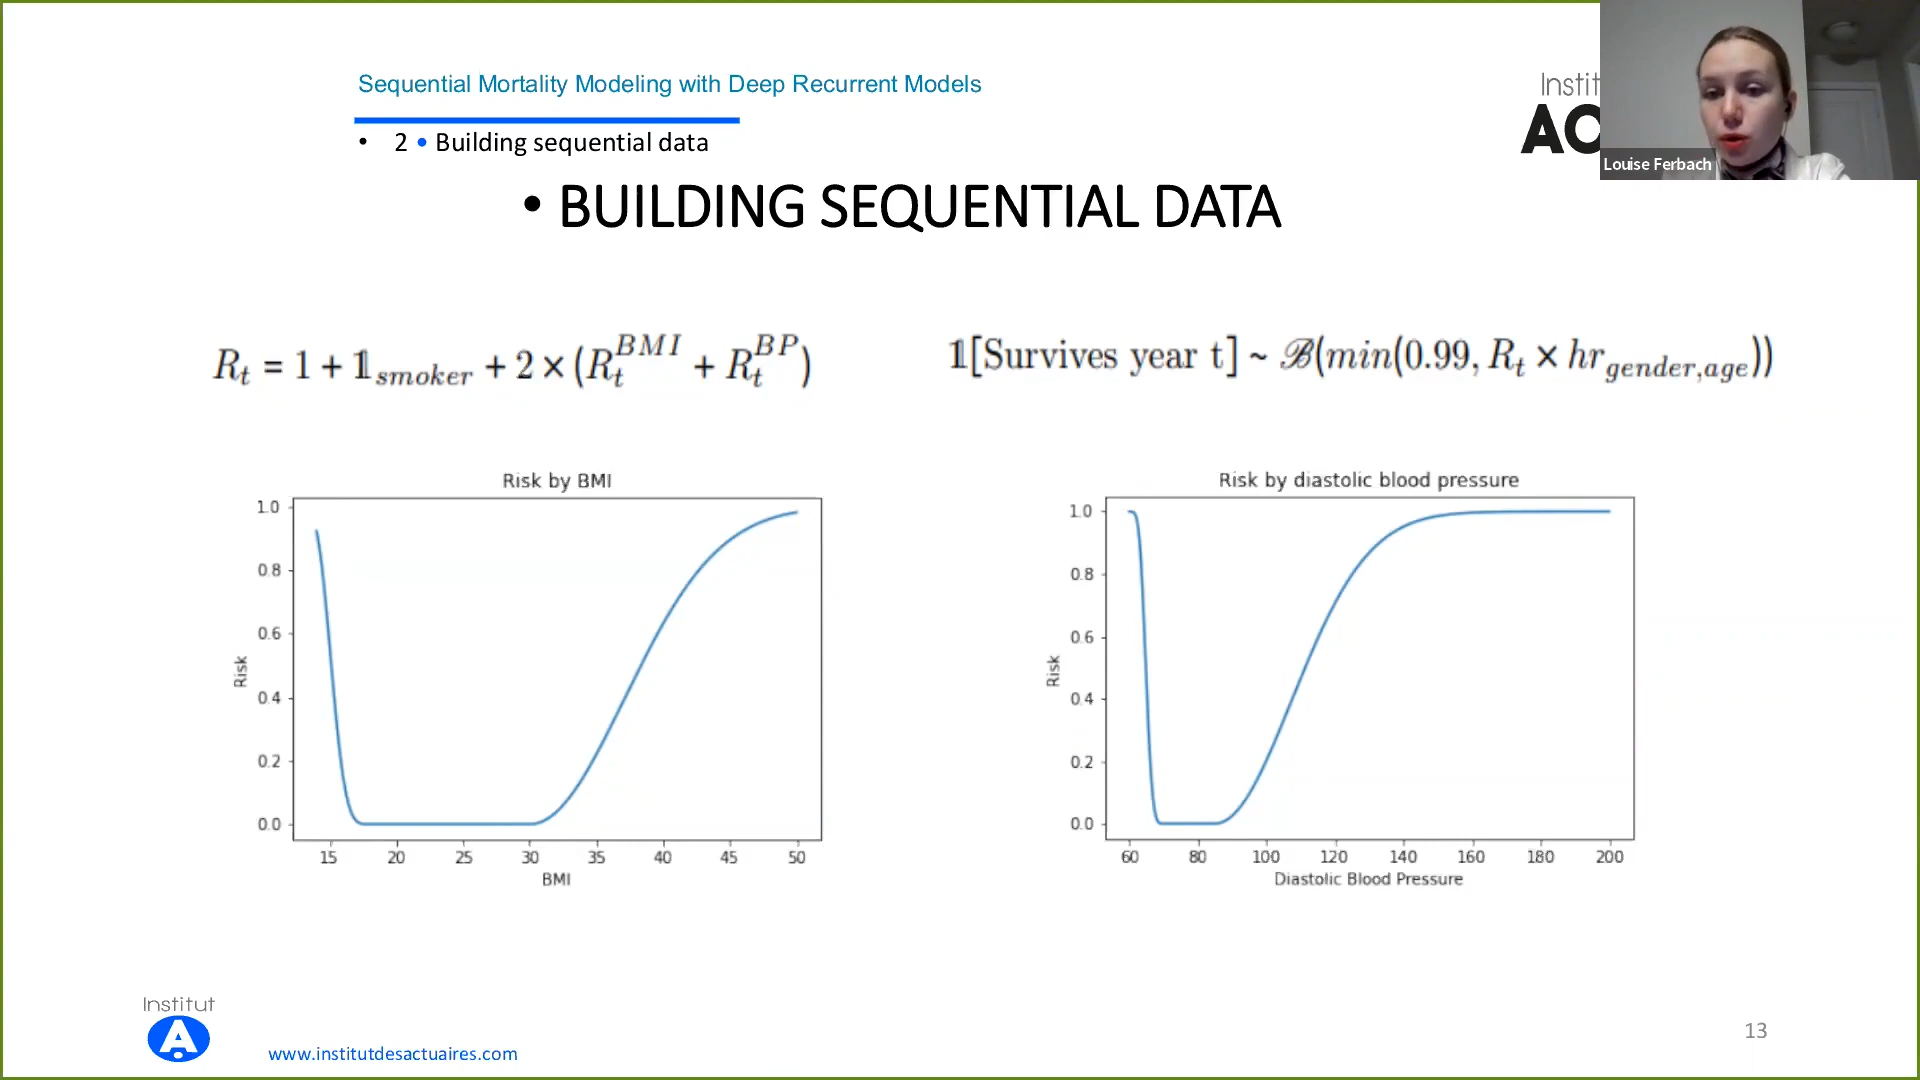 Sequential Mortality Modeling with Deep Recurrent Models
Instit
AC
Louise Ferbach
• 2 • Building sequential data
• BUILDING SEQUENTIAL DATA
R_t = 1 + 𝟙_smoker + 2 × (R_t^BMI + R_t^BP)
𝟙[Survives year t] ~ ℬ(min(0.99, R_t × hr_gender,age))
Risk by BMI
1.0
0.8
0.6
0.4
0.2
0.0
Risk
15 20 25 30 35 40 45 50
BMI
Risk by diastolic blood pressure
1.0
0.8
0.6
0.4
0.2
0.0
Risk
60 80 100 120 140 160 180 200
Diastolic Blood Pressure
Institut
A
www.institutdesactuaires.com
13